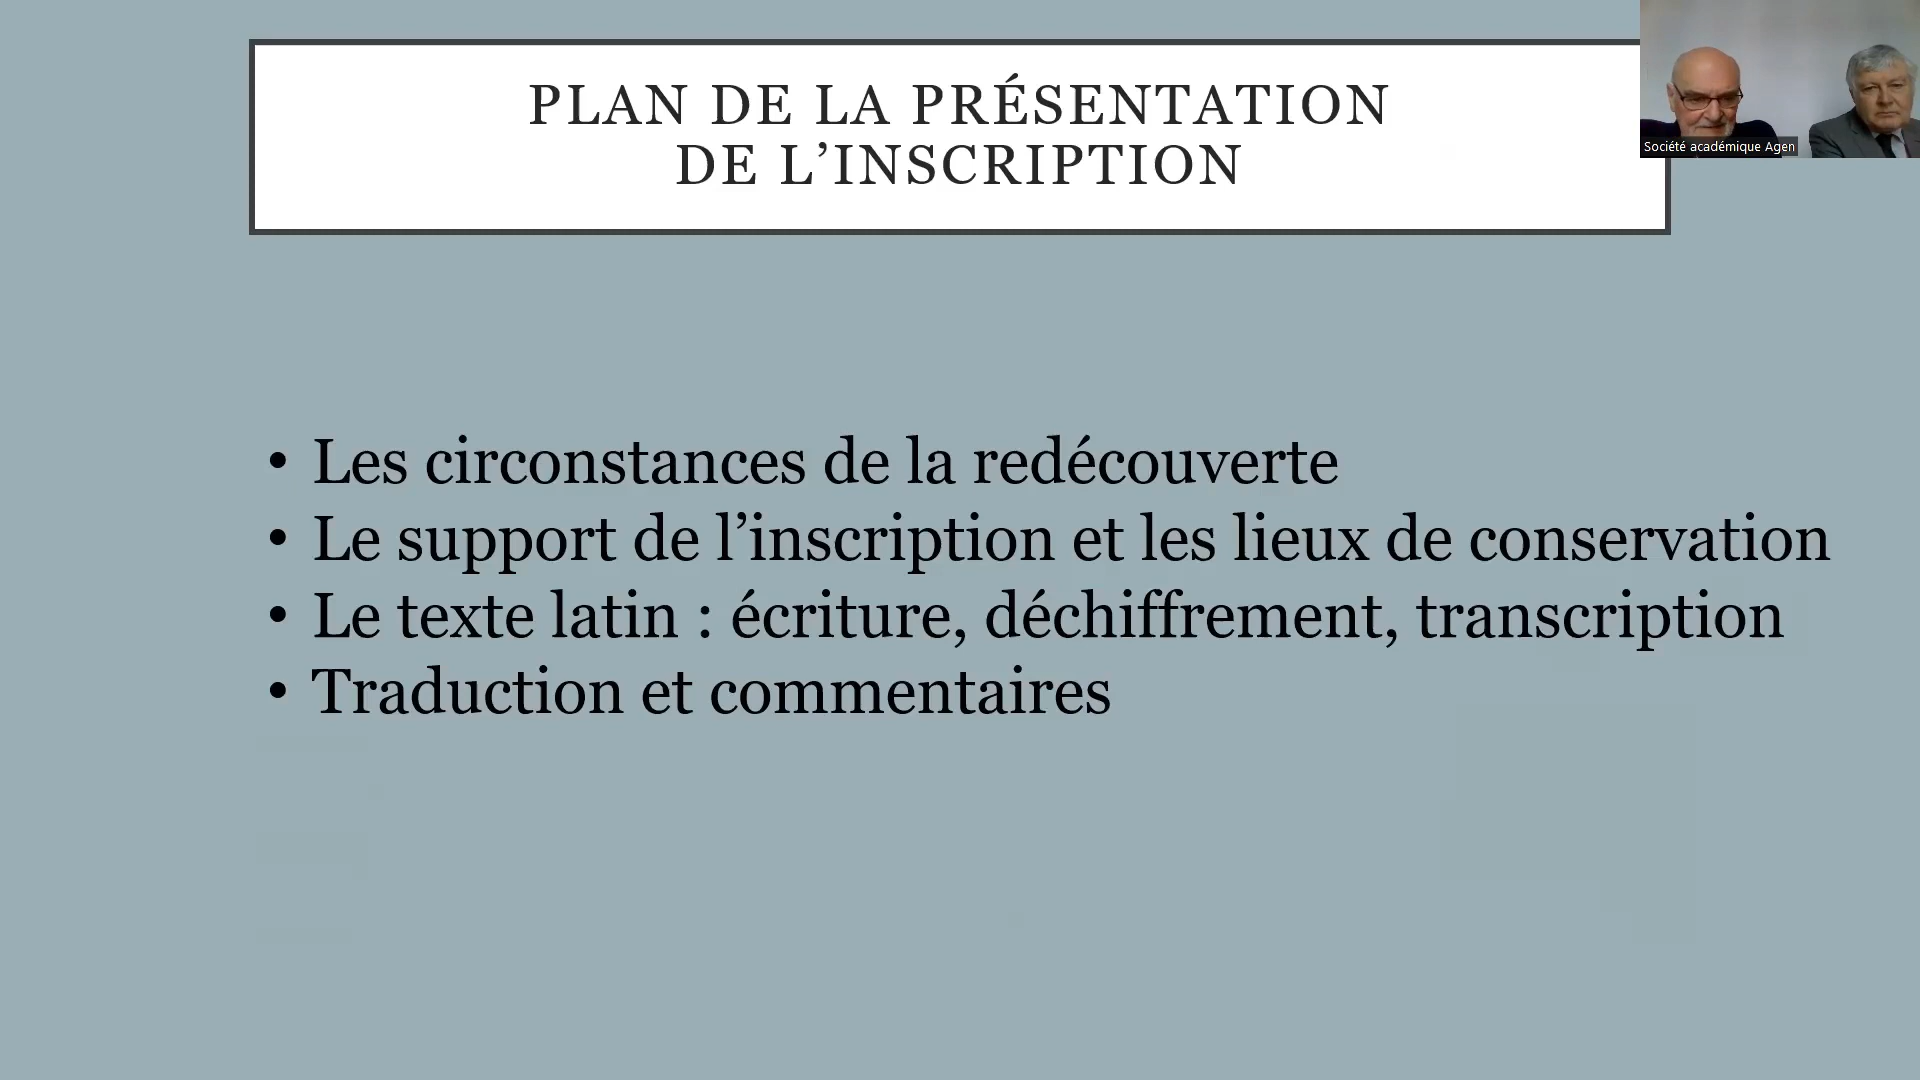 PLAN DE LA PRÉSENTATION
DE L’INSCRIPTION
Société académique Agen
• Les circonstances de la redécouverte
• Le support de l’inscription et les lieux de conservation
• Le texte latin : écriture, déchiffrement, transcription
• Traduction et commentaires